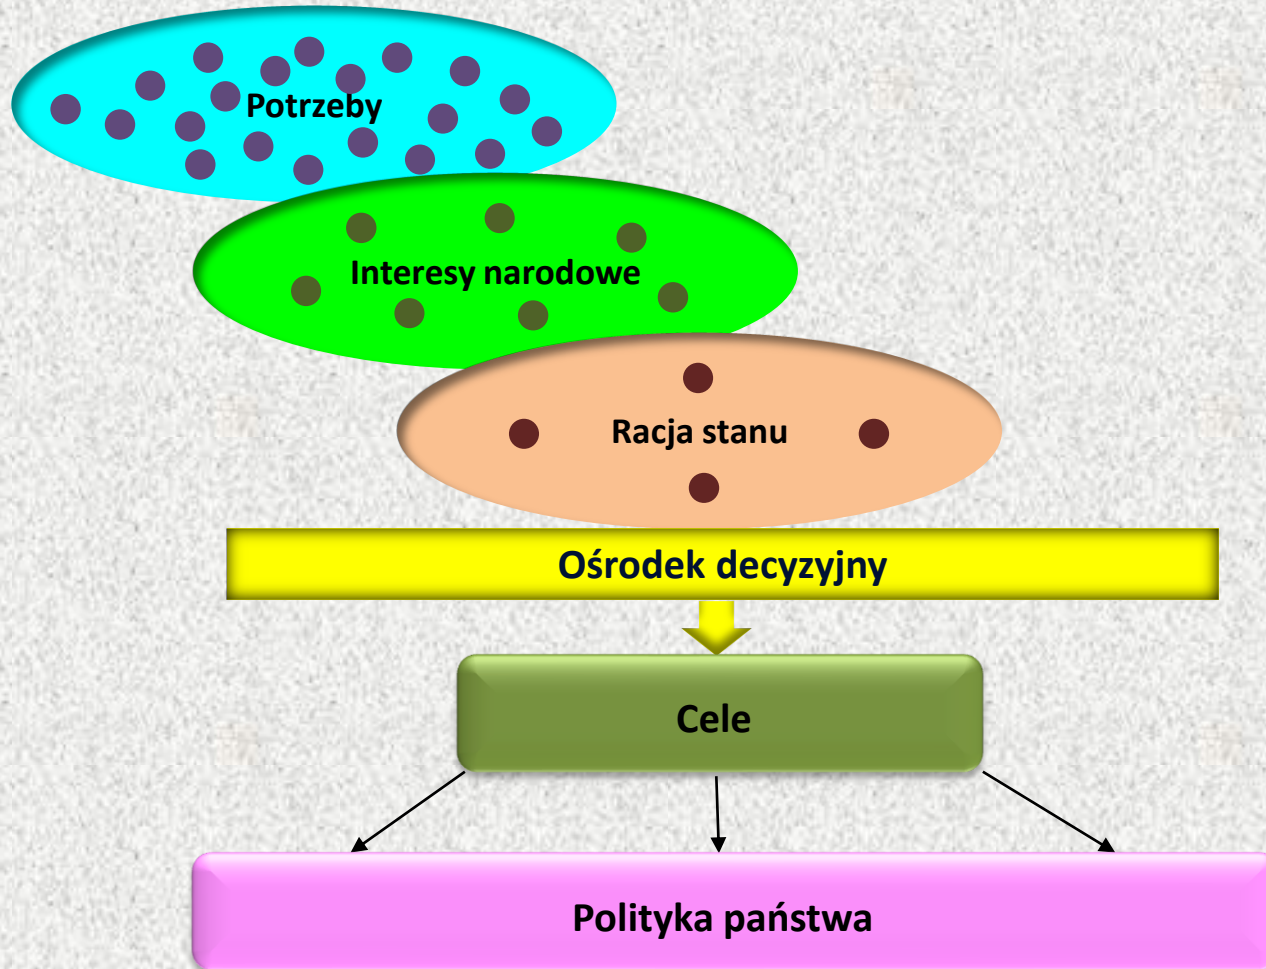 Potrzeby
Interesy narodowe
Racja stanu
Ośrodek decyzyjny
Cele
Polityka państwa